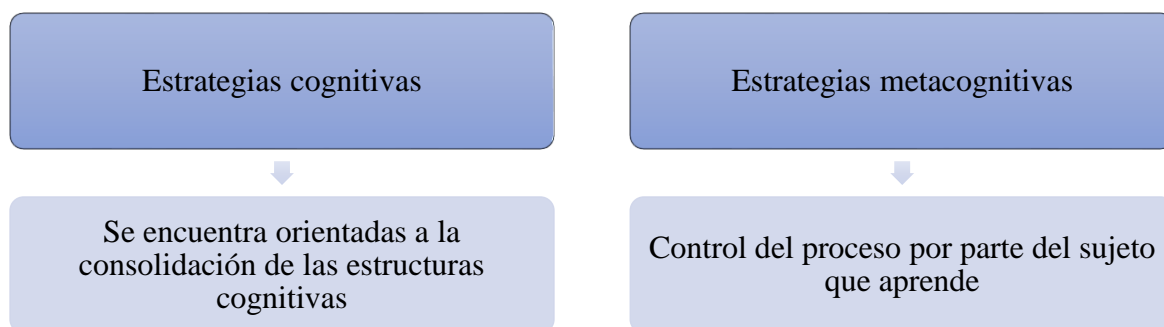 Estrategias cognitivas
Estrategias metacognitivas
Se encuentra orientadas a la
consolidación de las estructuras
cognitivas
Control del proceso por parte del sujeto
que aprende